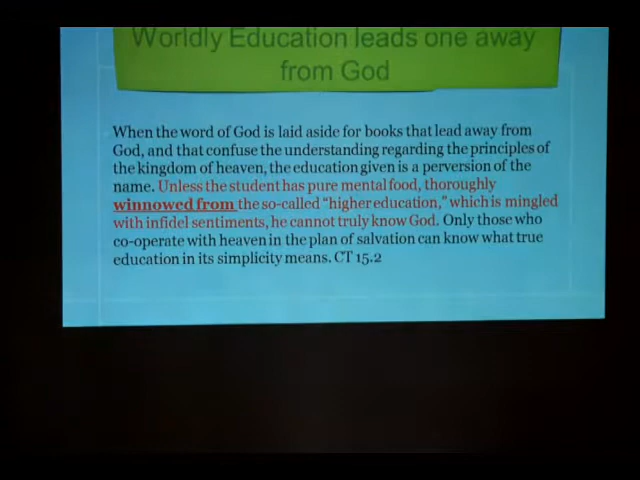 Worldly Education leads one away
from God
When the word of God is laid aside for books that lead away from
God, and that confuse the understanding regarding the principles of
the kingdom of heaven, the education given is a perversion of the
name. Unless the student has pure mental food, thoroughly
winnowed from the so-called “higher education,” which is mingled
with infidel sentiments, he cannot truly know God. Only those who
co-operate with heaven in the plan of salvation can know what true
education in its simplicity means. CT 15.2